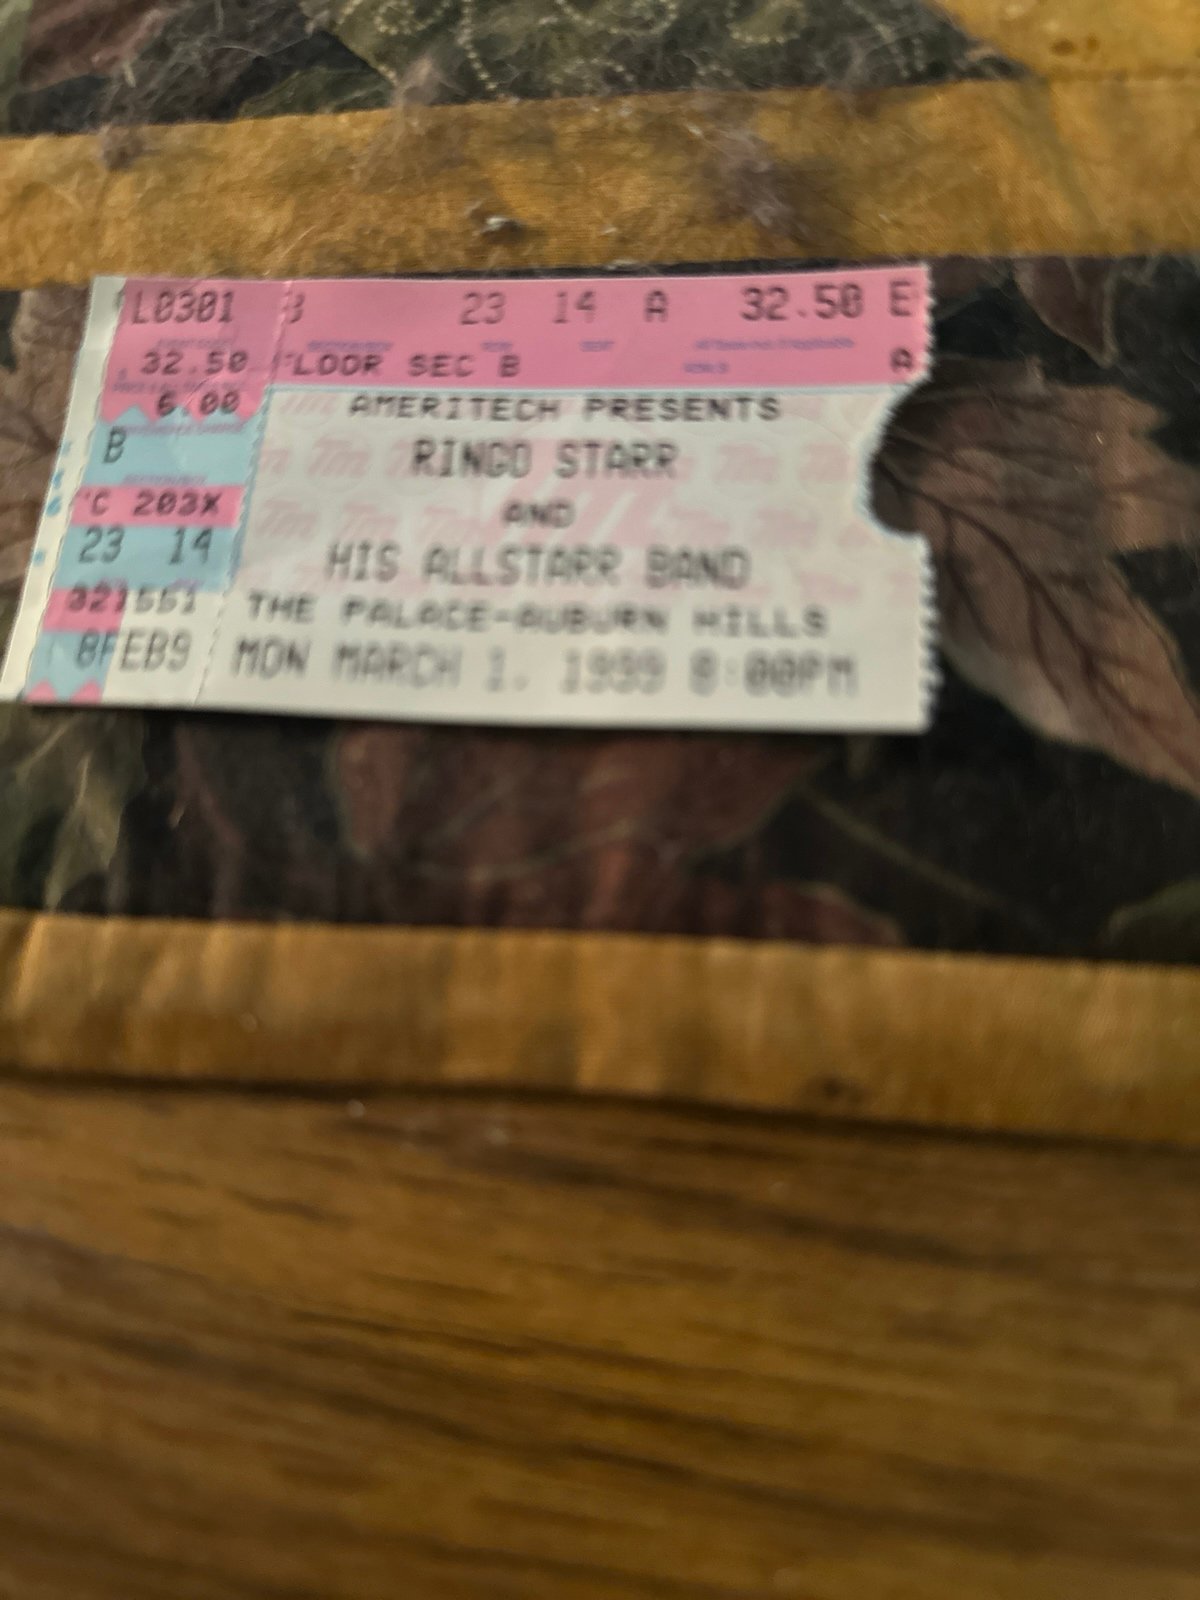 L0301
32.50
6.00
B
C 203X
23 14
8FEB9
23 14 A 32.50 E
LOOR SEC B A
AMERITECH PRESENTS
RINGO STARR
AND
HIS ALLSTARR BAND
THE PALACE-AUBURN HILLS
MON MARCH 1, 1999 8:00PM